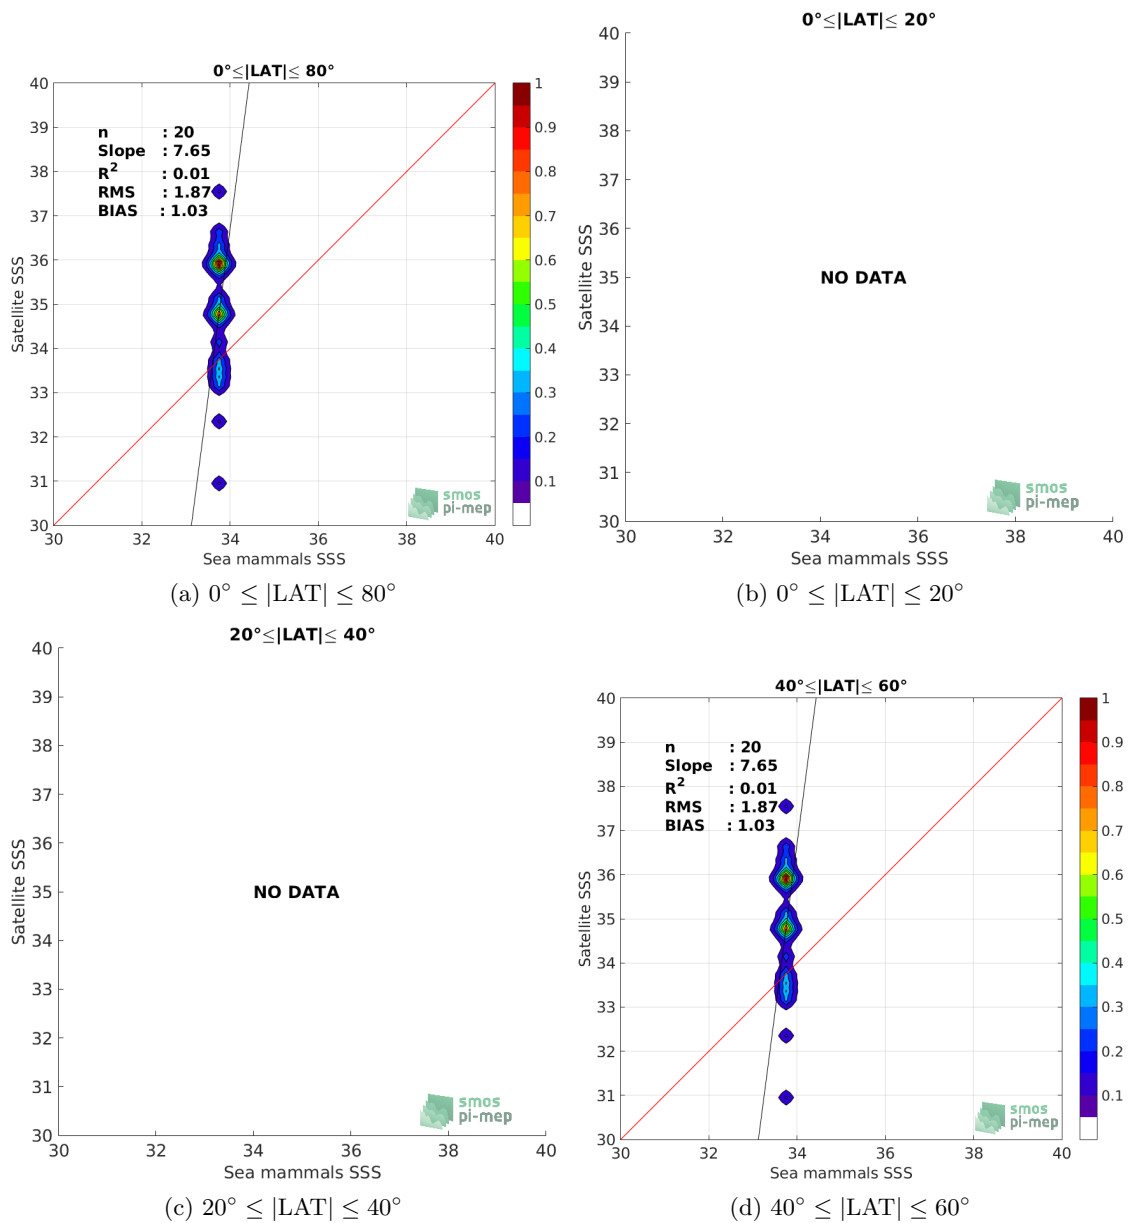 0°≤|LAT|≤ 80°
40
39
38
37
36
35
34
33
32
31
30
n : 20
Slope : 7.65
R2 : 0.01
RMS : 1.87
BIAS : 1.03
Satellite SSS
30 32 34 36 38 40
Sea mammals SSS
1
0.9
0.8
0.7
0.6
0.5
0.4
0.3
0.2
0.1
smos
pi-mep
(a) 0° ≤ |LAT| ≤ 80°
0°≤|LAT|≤ 20°
40
39
38
37
36
35
34
33
32
31
30
NO DATA
Satellite SSS
30 32 34 36 38 40
Sea mammals SSS
smos
pi-mep
(b) 0° ≤ |LAT| ≤ 20°
20°≤|LAT|≤ 40°
40
39
38
37
36
35
34
33
32
31
30
NO DATA
Satellite SSS
30 32 34 36 38 40
Sea mammals SSS
smos
pi-mep
(c) 20° ≤ |LAT| ≤ 40°
40°≤|LAT|≤ 60°
40
39
38
37
36
35
34
33
32
31
30
n : 20
Slope : 7.65
R2 : 0.01
RMS : 1.87
BIAS : 1.03
Satellite SSS
30 32 34 36 38 40
Sea mammals SSS
1
0.9
0.8
0.7
0.6
0.5
0.4
0.3
0.2
0.1
smos
pi-mep
(d) 40° ≤ |LAT| ≤ 60°